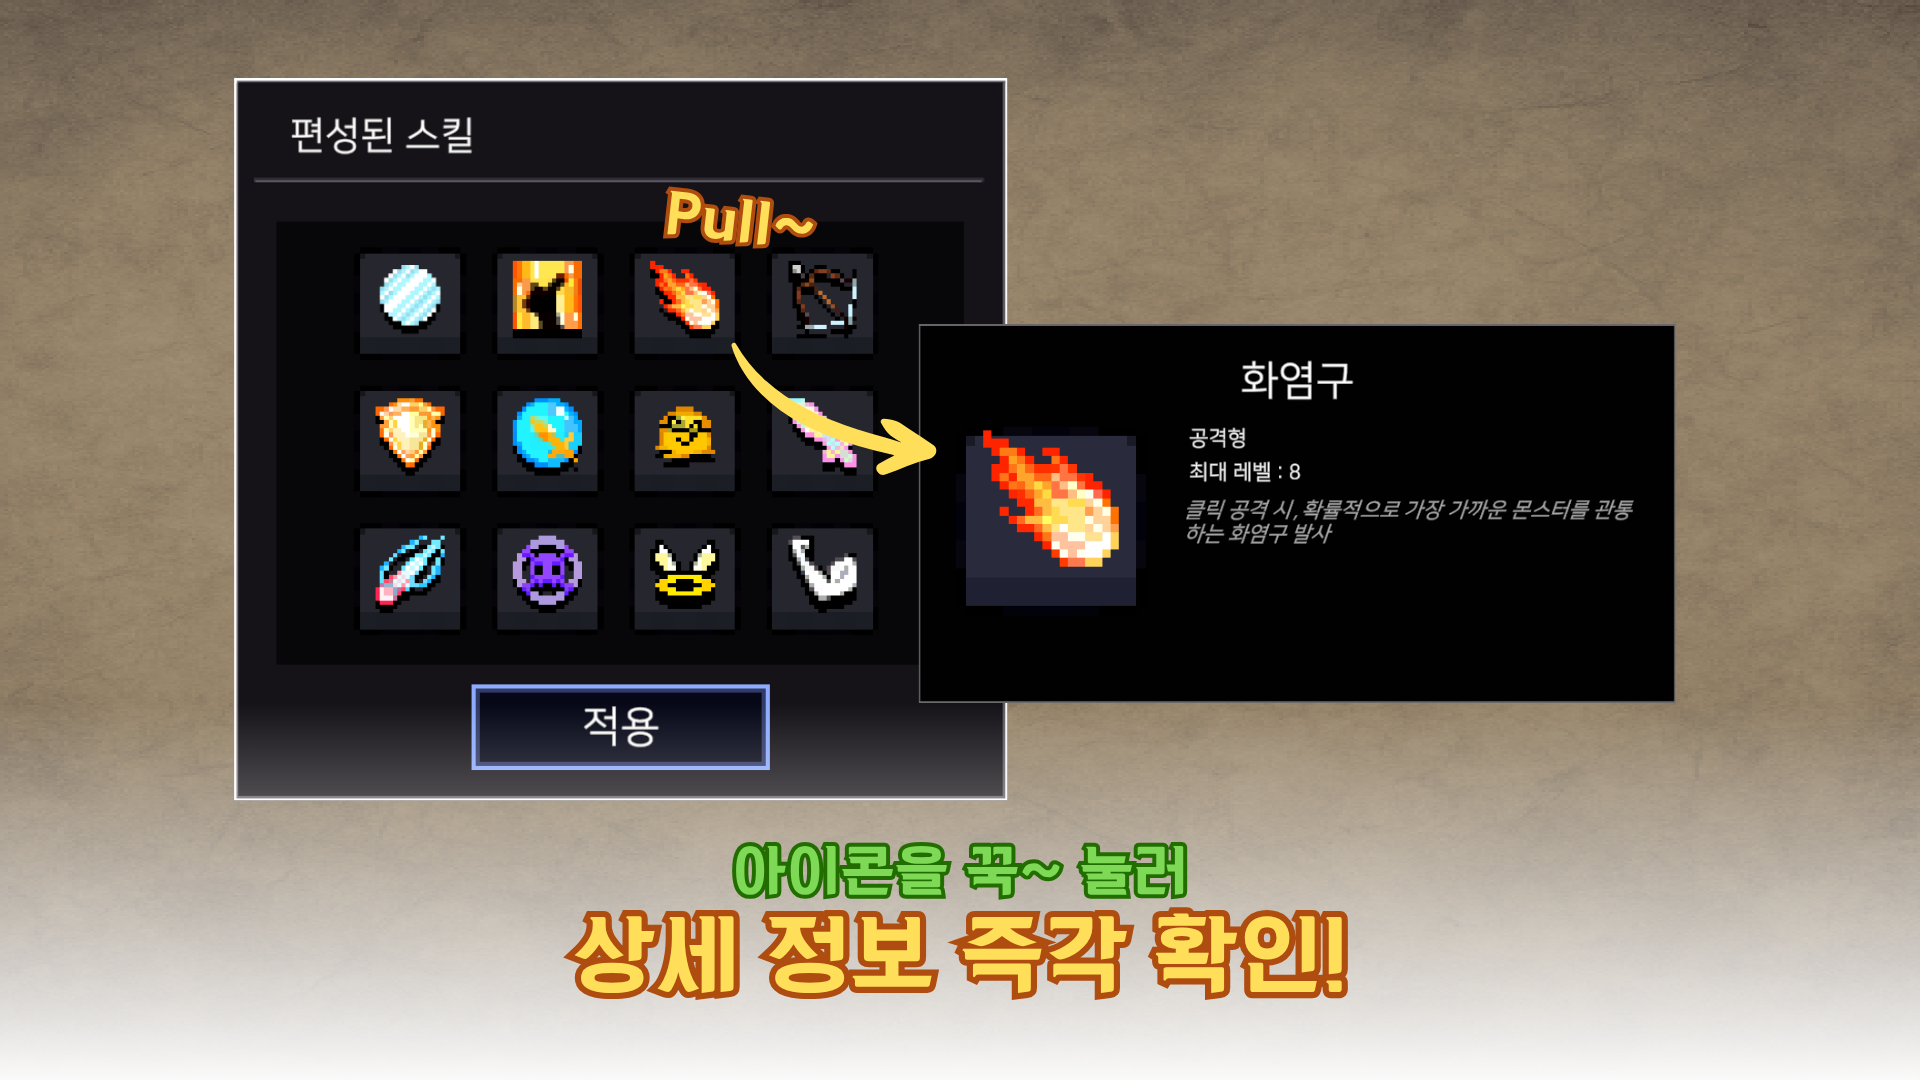 편성된 스킬
Pull~
화염구
공격형
최대 레벨 : 8
클릭 공격 시, 확률적으로 가장 가까운 몬스터를 관통
하는 화염구 발사
적용
아이콘을 꾹~ 눌러
상세 정보 즉각 확인!